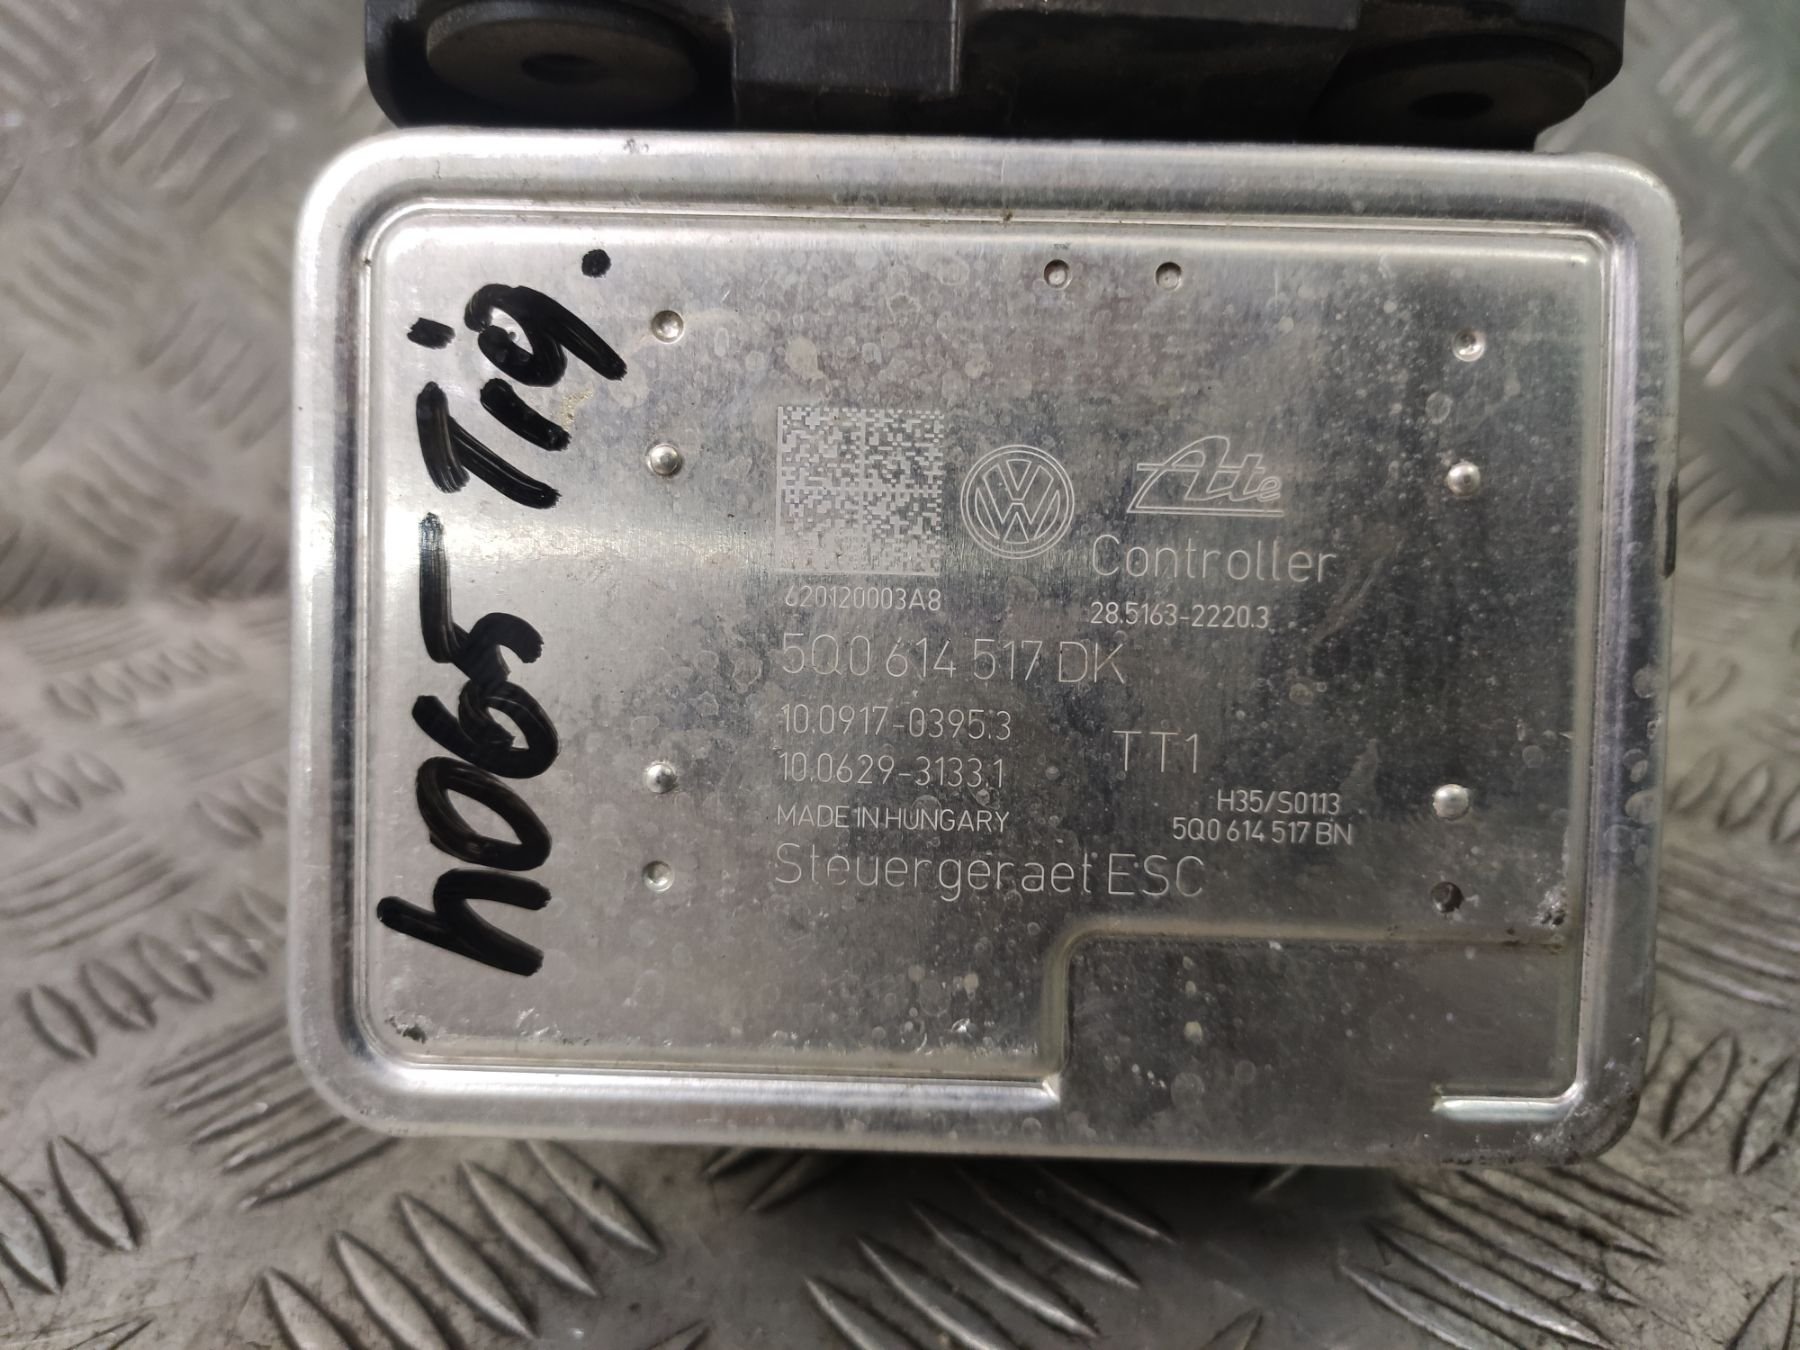 h065 Tig.
Ate
Controller
620120003A8
28.5163-2220.3
5Q0 614 517 DK
10.0917-0395.3
10.0629-3133.1
TT1
MADE IN HUNGARY
H35/S0113
5Q0 614 517 BN
Steuergeraet ESC